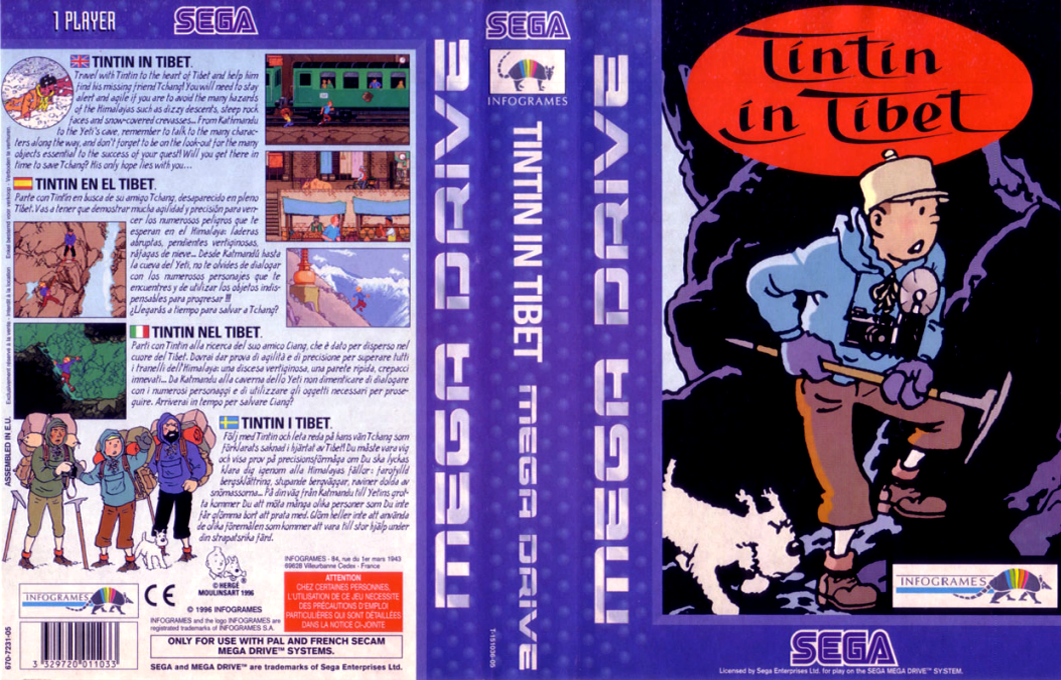 1 PLAYER
SEGA
TINTIN IN TIBET.
Travel with Tintin to the heart of Tibet and help him
find his missing friend Tchang! You will need to stay
alert and agile if you are to avoid the many hazards
of the Himalayas such as dizzy descents, sleep rock
faces and snow-covered crevasses... From Kathmandu
to the Yeti's cave, remember to talk to the many charac-
ters along the way, and don't forget to be on the look-out for the many
objects essential to the success of your quest! Will you get there in
time to save Tchang? His only hope lies with you...
TINTIN EN EL TIBET.
Parte con Tintín en busca de su amigo Tchang, desaparecido en pleno
Tibet. Vas a tener que demostrar mucha agilidad y precisión para ven-
cer los numerosos peligros que te
esperan en el Himalaya: laderas
abruptas, pendientes vertiginosas,
ráfagas de nieve... Desde Katmandú hasta
la cueva del Yeti, no te olvides de dialogar
con los numerosos personajes que te
encuentres y de utilizar los objetos indis-
pensables para progresar !!!
¿Llegarás a tiempo para salvar a Tchang?
TINTIN NEL TIBET.
Parti con Tintin alla ricerca del suo amico Ciang, che è dato per disperso nel
cuore del Tibet. Dovrai dar prova di agilità e di precisione per superare tutti
i tranelli dell'Himalaya: una discesa vertiginosa, una parete ripida, crepacci
innevati... Da Katmandu alla caverna dello Yeti non dimenticare di dialogare
con i numerosi personaggi e di utilizzare gli oggetti necessari per prose-
guire. Arriverai in tempo per salvare Ciang?
TINTIN I TIBET.
Följ med Tintin och leta reda på hans vän Tchang som
förklarats saknad i hjärtat av Tibet! Du måste vara vig
och visa prov på precisionsförmåga om Du ska lyckas
klara dig igenom alla Himalayas fällor: farofylld
bergsklättring, stupande bergväggar, raviner dolda av
snömassorna... På din väg från Katmandu till Yetins grot-
ta kommer Du att möta många olika personer som Du inte
får glömma bort att prata med. Glöm heller inte att använda
de olika föremålen som kommer att vara till stor hjälp under
din strapatsrika färd.
ASSEMBLED IN E.U.
© HERGÉ
MOULINSART 1996
INFOGRAMES - 84, rue du 1er mars 1943
69628 Villeurbanne Cedex - France
ATTENTION
CHEZ CERTAINES PERSONNES,
L'UTILISATION DE CE JEU NECESSITE
DES PRÉCAUTIONS D'EMPLOI
PARTICULIÈRES QUI SONT DÉTAILLÉES
DANS LA NOTICE CI-JOINTE
INFOGRAMES
CE
© 1996 INFOGRAMES
INFOGRAMES and the logo INFOGRAMES are
registrated trademarks of INFOGRAMES S.A.
ONLY FOR USE WITH PAL AND FRENCH SECAM
MEGA DRIVE™ SYSTEMS.
SEGA and MEGA DRIVE™ are trademarks of Sega Enterprises Ltd.
670-7231-05
3 329720 011033
MEGA DRIVE
SEGA
INFOGRAMES
TINTIN IN TIBET
MEGA DRIVE
T-151036-05
MEGA DRIVE
Tintin
in Tibet
INFOGRAMES
SEGA
Licensed by Sega Enterprises Ltd. for play on the SEGA MEGA DRIVE™ SYSTEM.